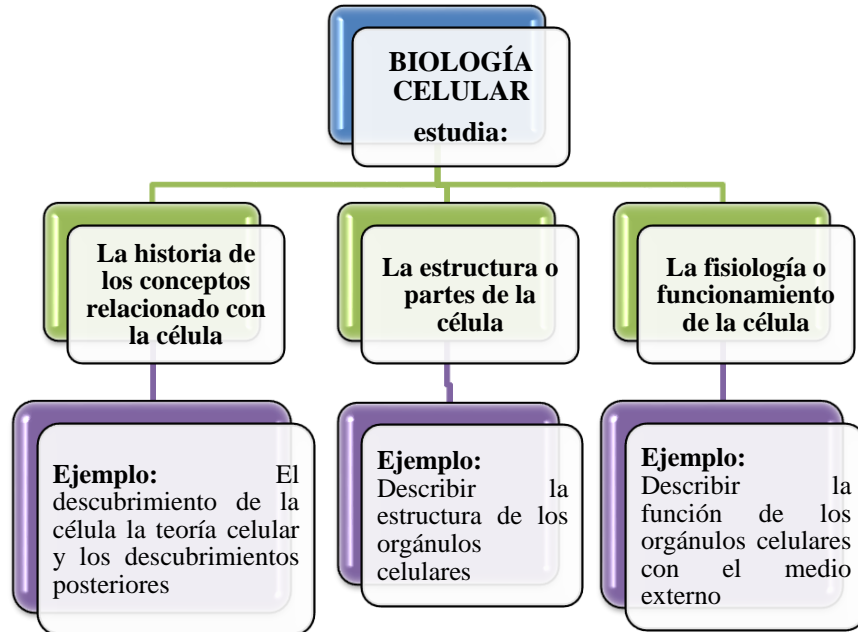 BIOLOGÍA
CELULAR
estudia:
La historia de
los conceptos
relacionado con
la célula
La estructura o
partes de la
célula
La fisiología o
funcionamiento
de la célula
Ejemplo: El
descubrimiento de la
célula la teoría celular
y los descubrimientos
posteriores
Ejemplo:
Describir la
estructura de los
orgánulos
celulares
Ejemplo:
Describir la
función de los
orgánulos celulares
con el medio
externo